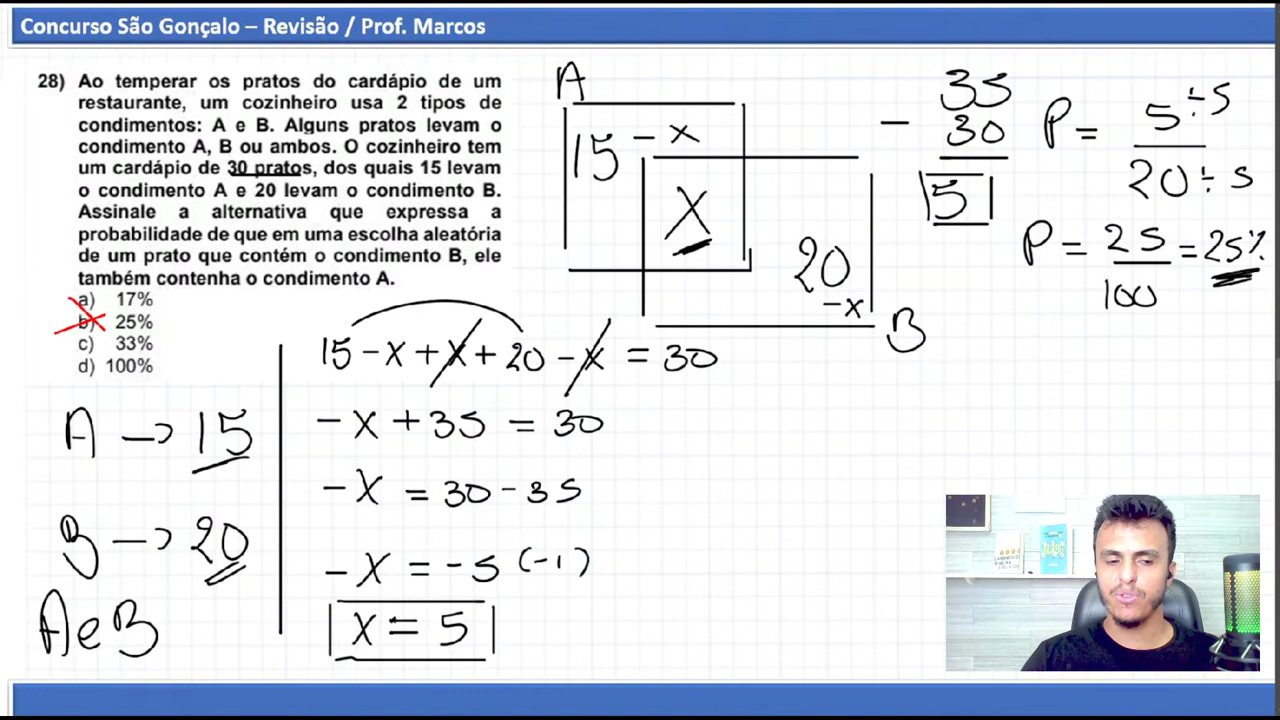 Concurso São Gonçalo – Revisão / Prof. Marcos
28) Ao temperar os pratos do cardápio de um
restaurante, um cozinheiro usa 2 tipos de
condimentos: A e B. Alguns pratos levam o
condimento A, B ou ambos. O cozinheiro tem
um cardápio de 30 pratos, dos quais 15 levam
o condimento A e 20 levam o condimento B.
Assinale a alternativa que expressa a
probabilidade de que em uma escolha aleatória
de um prato que contém o condimento B, ele
também contenha o condimento A.
a) 17%
b) 25%
c) 33%
d) 100%
A → 15
B → 20
A e B
A
15 - x
X
20
-x
B
15 - x + x + 20 - x = 30
- x + 35 = 30
- x = 30 - 35
- x = -5 (-1)
x = 5
35
- 30
5
P = 5 ÷ 5
20 ÷ 5
P = 25 = 25%
100